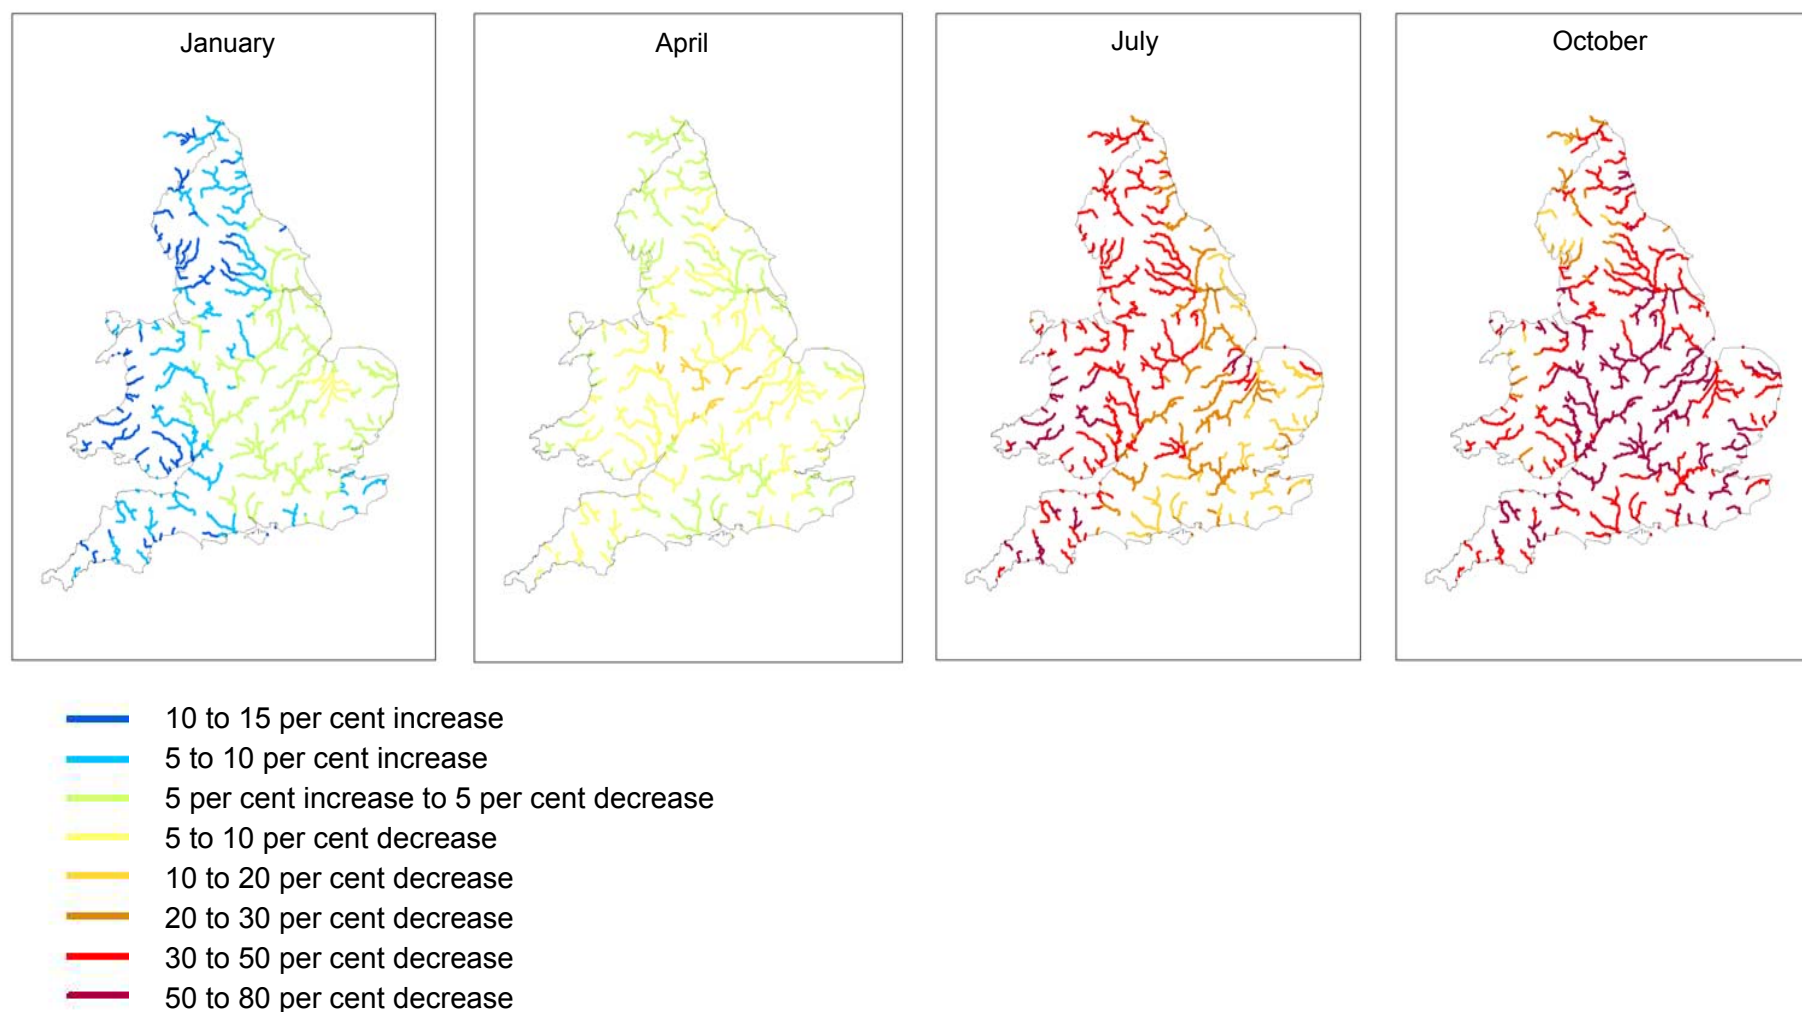 January
April
July
October
10 to 15 per cent increase
5 to 10 per cent increase
5 per cent increase to 5 per cent decrease
5 to 10 per cent decrease
10 to 20 per cent decrease
20 to 30 per cent decrease
30 to 50 per cent decrease
50 to 80 per cent decrease